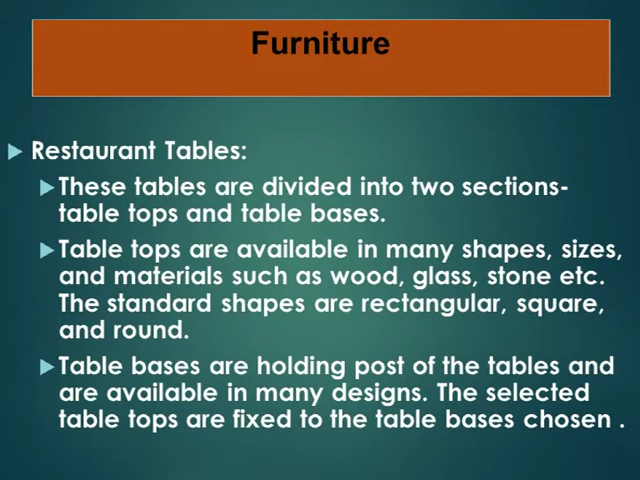 Furniture
Restaurant Tables:
These tables are divided into two sections-
table tops and table bases.
Table tops are available in many shapes, sizes,
and materials such as wood, glass, stone etc.
The standard shapes are rectangular, square,
and round.
Table bases are holding post of the tables and
are available in many designs. The selected
table tops are fixed to the table bases chosen .